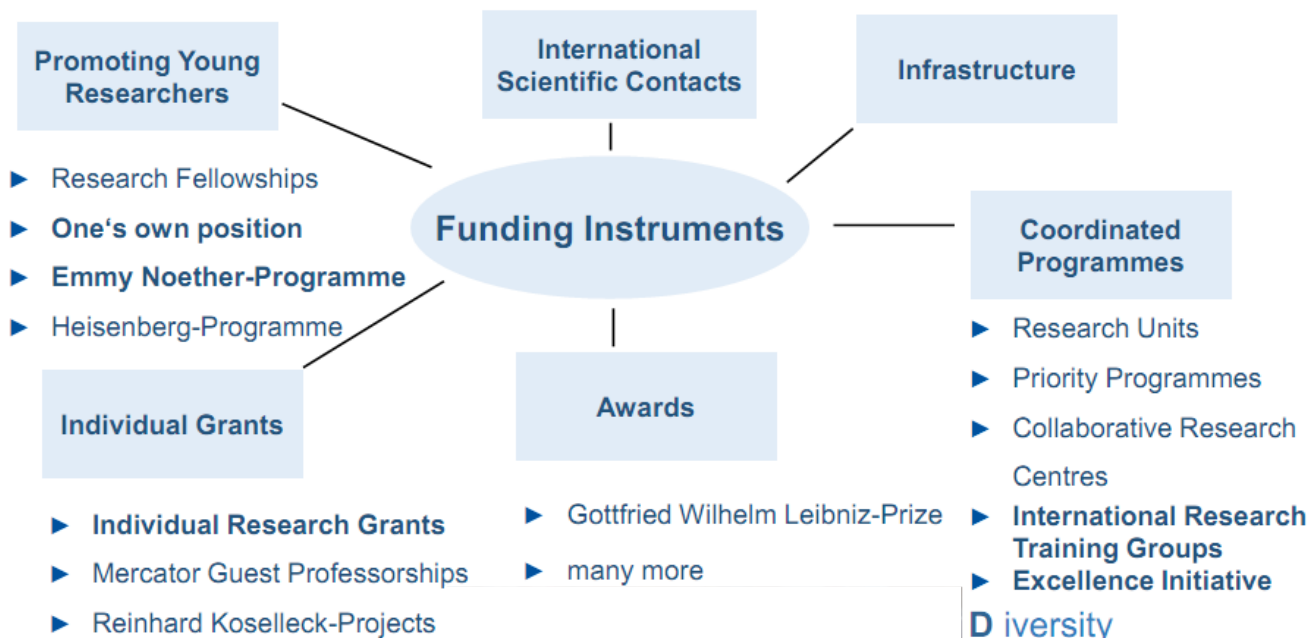 Promoting Young
Researchers
International
Scientific Contacts
Infrastructure
► Research Fellowships
► One‘s own position
► Emmy Noether-Programme
► Heisenberg-Programme
Funding Instruments
Coordinated
Programmes
► Research Units
► Priority Programmes
► Collaborative Research
Centres
► International Research
Training Groups
► Excellence Initiative
Individual Grants
► Individual Research Grants
► Mercator Guest Professorships
► Reinhard Koselleck-Projects
Awards
► Gottfried Wilhelm Leibniz-Prize
► many more
D iversity